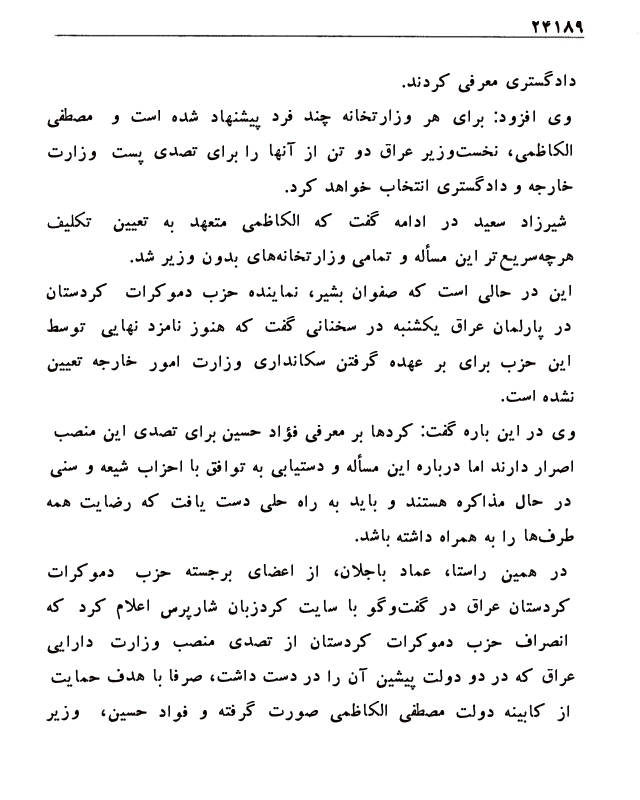 ۲۴۱۸۹
دادگستری معرفی کردند.
وی افزود: برای هر وزارتخانه چند فرد پیشنهاد شده است و مصطفی
الکاظمی، نخست‌وزیر عراق دو تن از آنها را برای تصدی پست وزارت
خارجه و دادگستری انتخاب خواهد کرد.
شیرزاد سعید در ادامه گفت که الکاظمی متعهد به تعیین تکلیف
هرچه‌سریع‌تر این مسأله و تمامی وزارتخانه‌های بدون وزیر شد.
این در حالی است که صفوان بشیر، نماینده حزب دموکرات کردستان
در پارلمان عراق یکشنبه در سخنانی گفت که هنوز نامزد نهایی توسط
این حزب برای بر عهده گرفتن سکانداری وزارت امور خارجه تعیین
نشده است.
وی در این باره گفت: کردها بر معرفی فؤاد حسین برای تصدی این منصب
اصرار دارند اما درباره این مسأله و دستیابی به توافق با احزاب شیعه و سنی
در حال مذاکره هستند و باید به راه حلی دست یافت که رضایت همه
طرف‌ها را به همراه داشته باشد.
در همین راستا، عماد باجلان، از اعضای برجسته حزب دموکرات
کردستان عراق در گفت‌وگو با سایت کردزبان شارپرس اعلام کرد که
انصراف حزب دموکرات کردستان از تصدی منصب وزارت دارایی
عراق که در دو دولت پیشین آن را در دست داشت، صرفا با هدف حمایت
از کابینه دولت مصطفی الکاظمی صورت گرفته و فواد حسین، وزیر